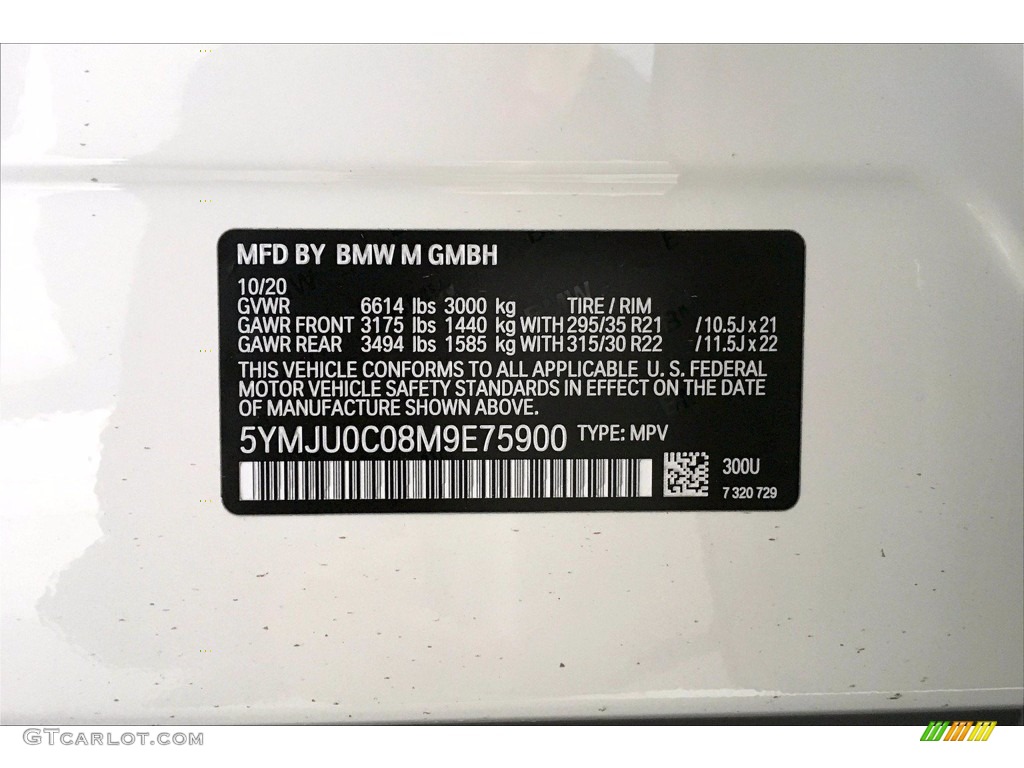 MFD BY BMW M GMBH
10/20
GVWR 6614 lbs 3000 kg TIRE / RIM
GAWR FRONT 3175 lbs 1440 kg WITH 295/35 R21 / 10.5J x 21
GAWR REAR 3494 lbs 1585 kg WITH 315/30 R22 / 11.5J x 22
THIS VEHICLE CONFORMS TO ALL APPLICABLE U. S. FEDERAL
MOTOR VEHICLE SAFETY STANDARDS IN EFFECT ON THE DATE
OF MANUFACTURE SHOWN ABOVE.
5YMJU0C08M9E75900 TYPE: MPV
300U
7 320 729
GTCARLOT.COM